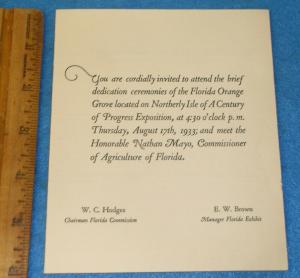 You are cordially invited to attend the brief
dedication ceremonies of the Florida Orange
Grove located on Northerly Isle of A Century
of Progress Exposition, at 4:30 o'clock p. m.
Thursday, August 17th, 1933; and meet the
Honorable Nathan Mayo, Commissioner
of Agriculture of Florida.
W. C. Hodges
Chairman Florida Commission
E. W. Brown
Manager Florida Exhibit